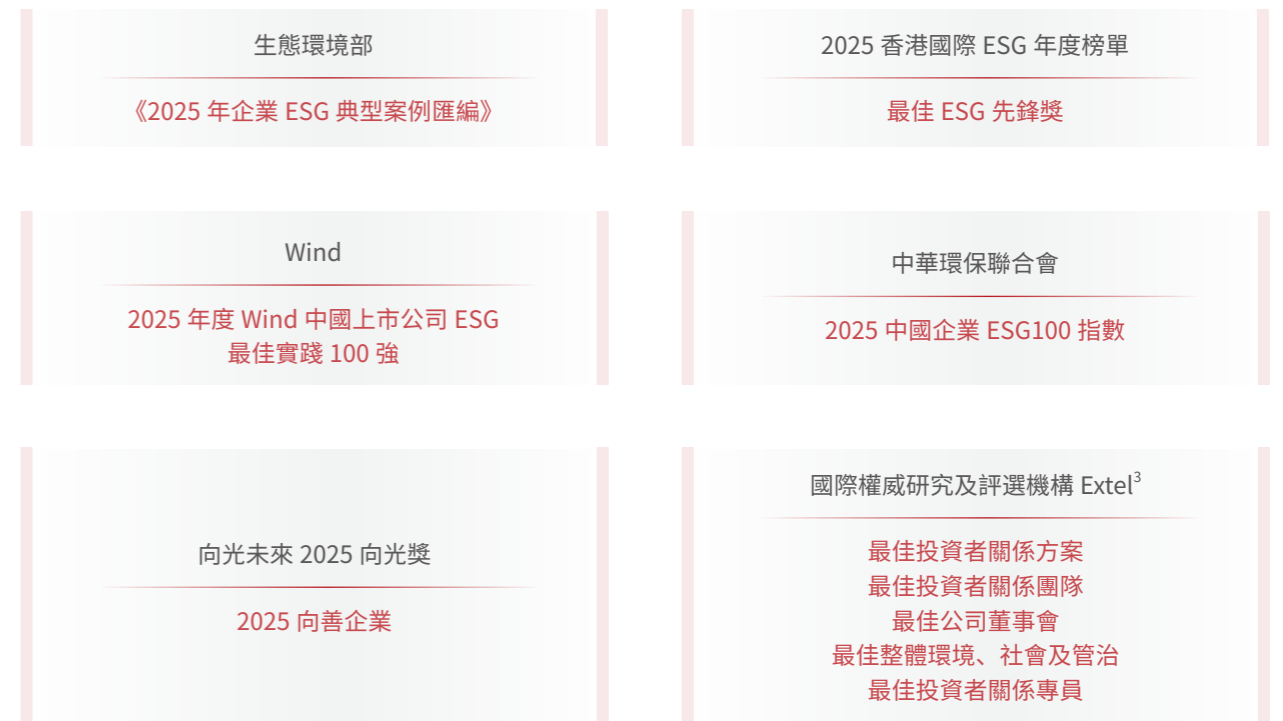 生態環境部
《2025 年企業 ESG 典型案例匯編》
2025 香港國際 ESG 年度榜單
最佳 ESG 先鋒獎
Wind
2025 年度 Wind 中國上市公司 ESG
最佳實踐 100 強
中華環保聯合會
2025 中國企業 ESG100 指數
向光未來 2025 向光獎
2025 向善企業
國際權威研究及評選機構 Extel³
最佳投資者關係方案
最佳投資者關係團隊
最佳公司董事會
最佳整體環境、社會及管治
最佳投資者關係專員